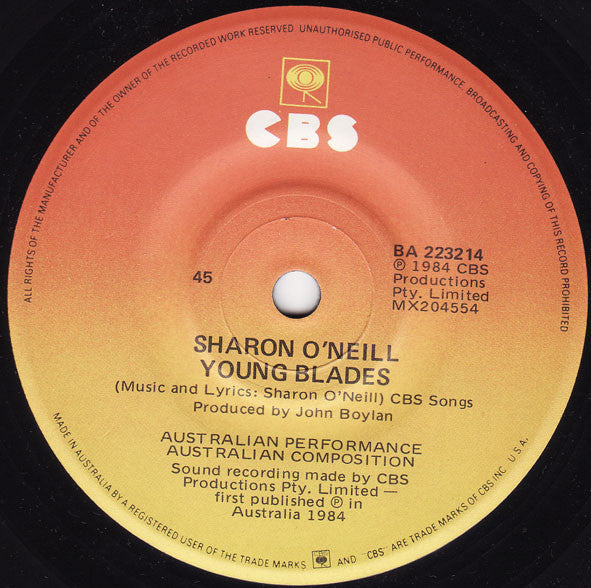 ALL RIGHTS OF THE MANUFACTURER AND OF THE OWNER OF THE RECORDED WORK RESERVED. UNAUTHORISED PUBLIC PERFORMANCE, BROADCASTING AND COPYING OF THIS RECORD PROHIBITED
CBS
45
BA 223214
℗ 1984 CBS
Productions
Pty. Limited
MX204554
SHARON O'NEILL
YOUNG BLADES
(Music and Lyrics: Sharon O'Neill) CBS Songs
Produced by John Boylan
AUSTRALIAN PERFORMANCE
AUSTRALIAN COMPOSITION
Sound recording made by CBS
Productions Pty. Limited —
first published ℗ in
Australia 1984
MADE IN AUSTRALIA BY A REGISTERED USER OF THE TRADE MARKS AND "CBS" ARE TRADE MARKS OF CBS INC U.S.A.